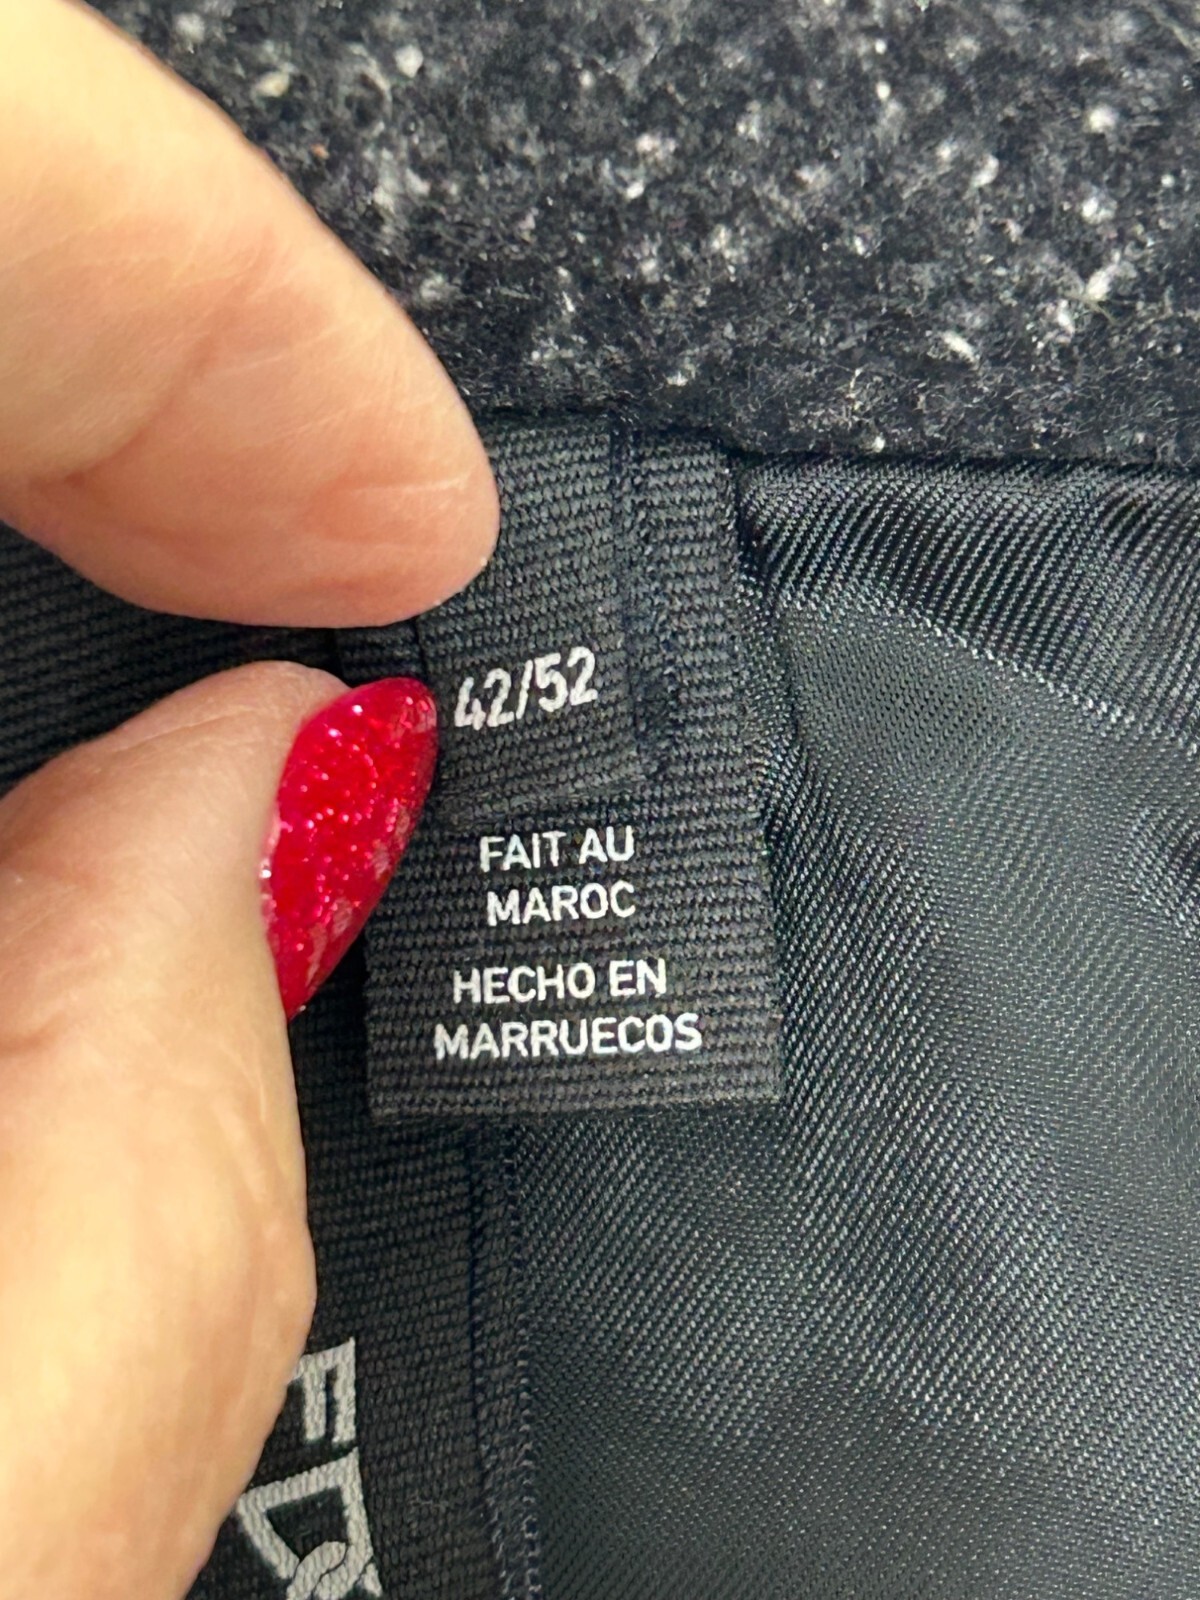 42/52
FAIT AU
MAROC
HECHO EN
MARRUECOS